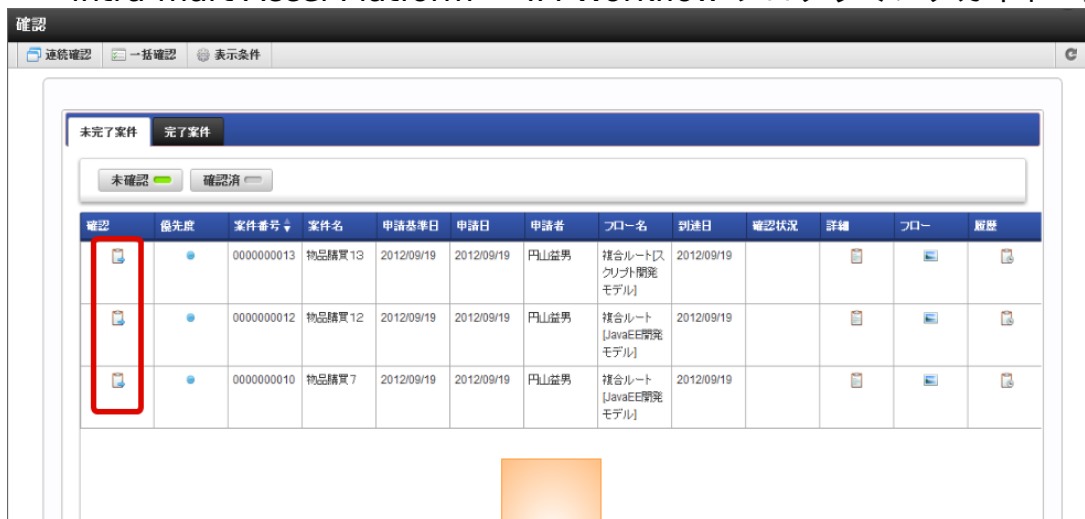 確認
連続確認 一括確認 表示条件
未完了案件 完了案件
未確認 確認済
確認 優先度 案件番号 案件名 申請基準日 申請日 申請者 フロー名 到達日 確認状況 詳細 フロー 履歴
0000000013 物品購買13 2012/09/19 2012/09/19 円山益男 複合ルート[ス 2012/09/19
クリプト開発
モデル]
0000000012 物品購買12 2012/09/19 2012/09/19 円山益男 複合ルート 2012/09/19
[JavaEE開発
モデル]
0000000010 物品購買7 2012/09/19 2012/09/19 円山益男 複合ルート 2012/09/19
[JavaEE開発
モデル]